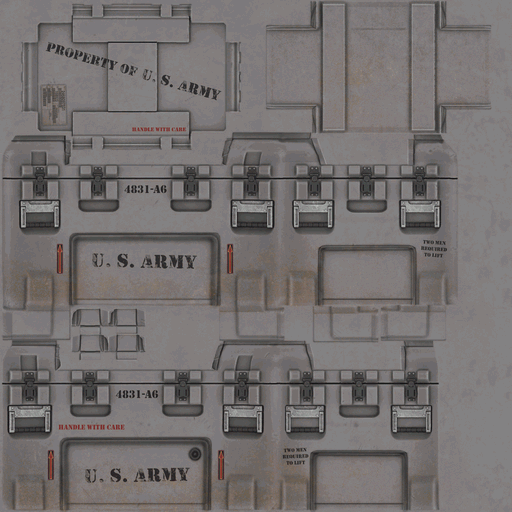 PROPERTY OF U. S. ARMY
HANDLE WITH CARE
4831-A6
TWO MEN
REQUIRED
TO LIFT
U. S. ARMY
4831-A6
HANDLE WITH CARE
TWO MEN
REQUIRED
TO LIFT
U. S. ARMY